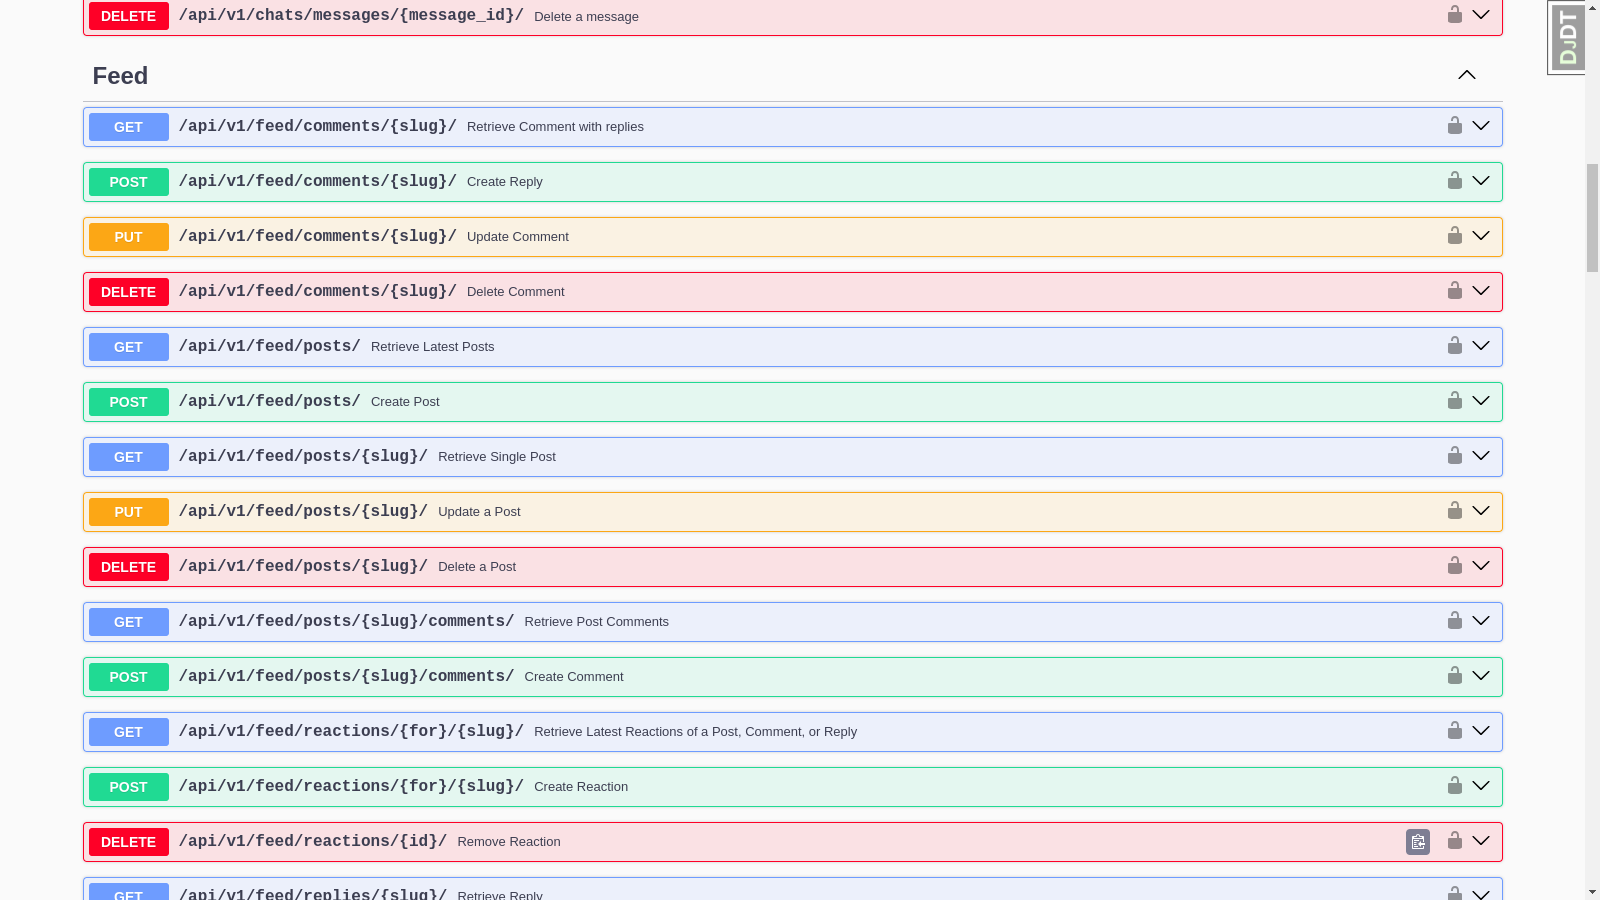 DELETE /api/v1/chats/messages/{message_id}/ Delete a message
DJDT
Feed
GET /api/v1/feed/comments/{slug}/ Retrieve Comment with replies
POST /api/v1/feed/comments/{slug}/ Create Reply
PUT /api/v1/feed/comments/{slug}/ Update Comment
DELETE /api/v1/feed/comments/{slug}/ Delete Comment
GET /api/v1/feed/posts/ Retrieve Latest Posts
POST /api/v1/feed/posts/ Create Post
GET /api/v1/feed/posts/{slug}/ Retrieve Single Post
PUT /api/v1/feed/posts/{slug}/ Update a Post
DELETE /api/v1/feed/posts/{slug}/ Delete a Post
GET /api/v1/feed/posts/{slug}/comments/ Retrieve Post Comments
POST /api/v1/feed/posts/{slug}/comments/ Create Comment
GET /api/v1/feed/reactions/{for}/{slug}/ Retrieve Latest Reactions of a Post, Comment, or Reply
POST /api/v1/feed/reactions/{for}/{slug}/ Create Reaction
DELETE /api/v1/feed/reactions/{id}/ Remove Reaction
GET /api/v1/feed/replies/{slug}/ Retrieve Reply